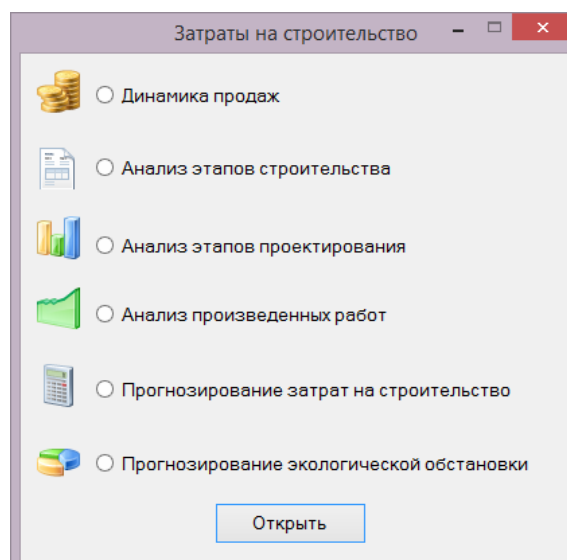 Затраты на строительство
Динамика продаж
Анализ этапов строительства
Анализ этапов проектирования
Анализ произведенных работ
Прогнозирование затрат на строительство
Прогнозирование экологической обстановки
Открыть